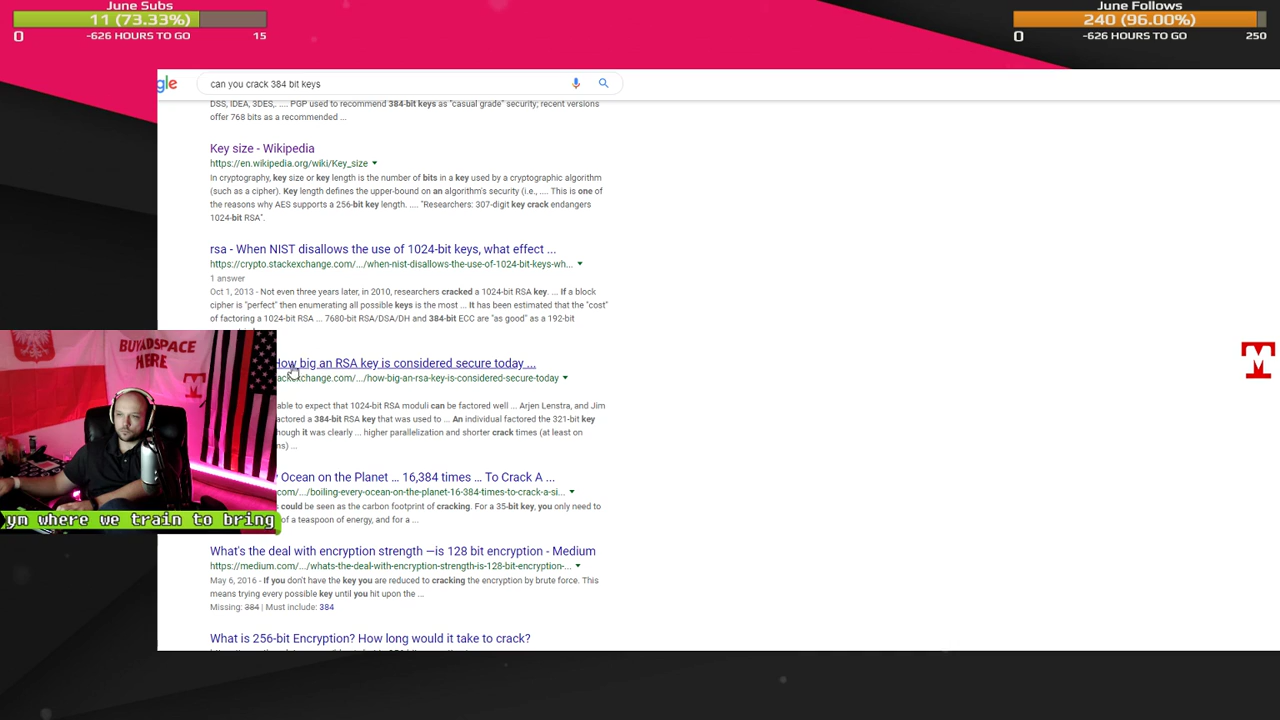 June Subs
11 (73.33%)
0
-626 HOURS TO GO
15
June Follows
240 (96.00%)
0
-626 HOURS TO GO
250
gle
can you crack 384 bit keys
DSS, IDEA, 3DES,. .... PGP used to recommend 384-bit keys as "casual grade" security; recent versions
offer 768 bits as a recommended ...
Key size - Wikipedia
https://en.wikipedia.org/wiki/Key_size
In cryptography, key size or key length is the number of bits in a key used by a cryptographic algorithm
(such as a cipher). Key length defines the upper-bound on an algorithm's security (i.e., .... This is one of
the reasons why AES supports a 256-bit key length. .... "Researchers: 307-digit key crack endangers
1024-bit RSA".
rsa - When NIST disallows the use of 1024-bit keys, what effect ...
https://crypto.stackexchange.com/.../when-nist-disallows-the-use-of-1024-bit-keys-wh...
1 answer
Oct 1, 2013 - Not even three years later, in 2010, researchers cracked a 1024-bit RSA key. ... If a block
cipher is "perfect" then enumerating all possible keys is the most ... It has been estimated that the "cost"
of factoring a 1024-bit RSA ... 7680-bit RSA/DSA/DH and 384-bit ECC are "as good" as a 192-bit
How big an RSA key is considered secure today ...
ackexchange.com/.../how-big-an-rsa-key-is-considered-secure-today
able to expect that 1024-bit RSA moduli can be factored well ... Arjen Lenstra, and Jim
actored a 384-bit RSA key that was used to ... An individual factored the 321-bit key
hough it was clearly ... higher parallelization and shorter crack times (at least on
ns) ...
BUY ADSPACE
HERE
Ocean on the Planet ... 16,384 times ... To Crack A ...
com/.../boiling-every-ocean-on-the-planet-16-384-times-to-crack-a-si...
could be seen as the carbon footprint of cracking. For a 35-bit key, you only need to
of a teaspoon of energy, and for a ...
ym where we train to bring
What's the deal with encryption strength —is 128 bit encryption - Medium
https://medium.com/.../whats-the-deal-with-encryption-strength-is-128-bit-encryption-...
May 6, 2016 - If you don't have the key you are reduced to cracking the encryption by brute force. This
means trying every possible key until you hit upon the ...
Missing: 384 | Must include: 384
What is 256-bit Encryption? How long would it take to crack?